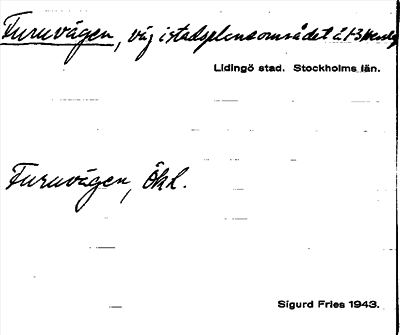 Furuvägen, väg i stadsplaneområdet
Lidingö stad. Stockholms län.
Furuvägen, ökl.
Sigurd Fries 1943.